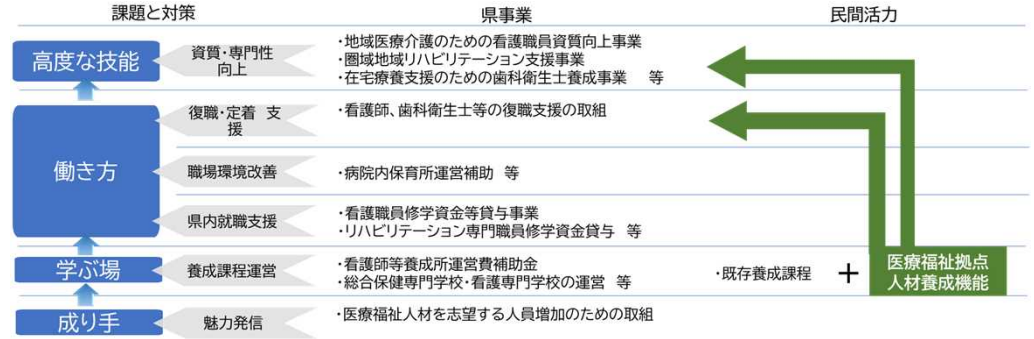 課題と対策
県事業
民間活力
高度な技能
資質・専門性
向上
・地域医療介護のための看護職員資質向上事業
・圏域地域リハビリテーション支援事業
・在宅療養支援のための歯科衛生士養成事業　等
働き方
復職・定着　支
援
・看護師、歯科衛生士等の復職支援の取組
職場環境改善
・病院内保育所運営補助　等
県内就職支援
・看護職員修学資金等貸与事業
・リハビリテーション専門職員修学資金貸与　等
学ぶ場
養成課程運営
・看護師等養成所運営費補助金
・総合保健専門学校・看護専門学校の運営　等
・既存養成課程
+
医療福祉拠点
人材養成機能
成り手
魅力発信
・医療福祉人材を志望する人員増加のための取組